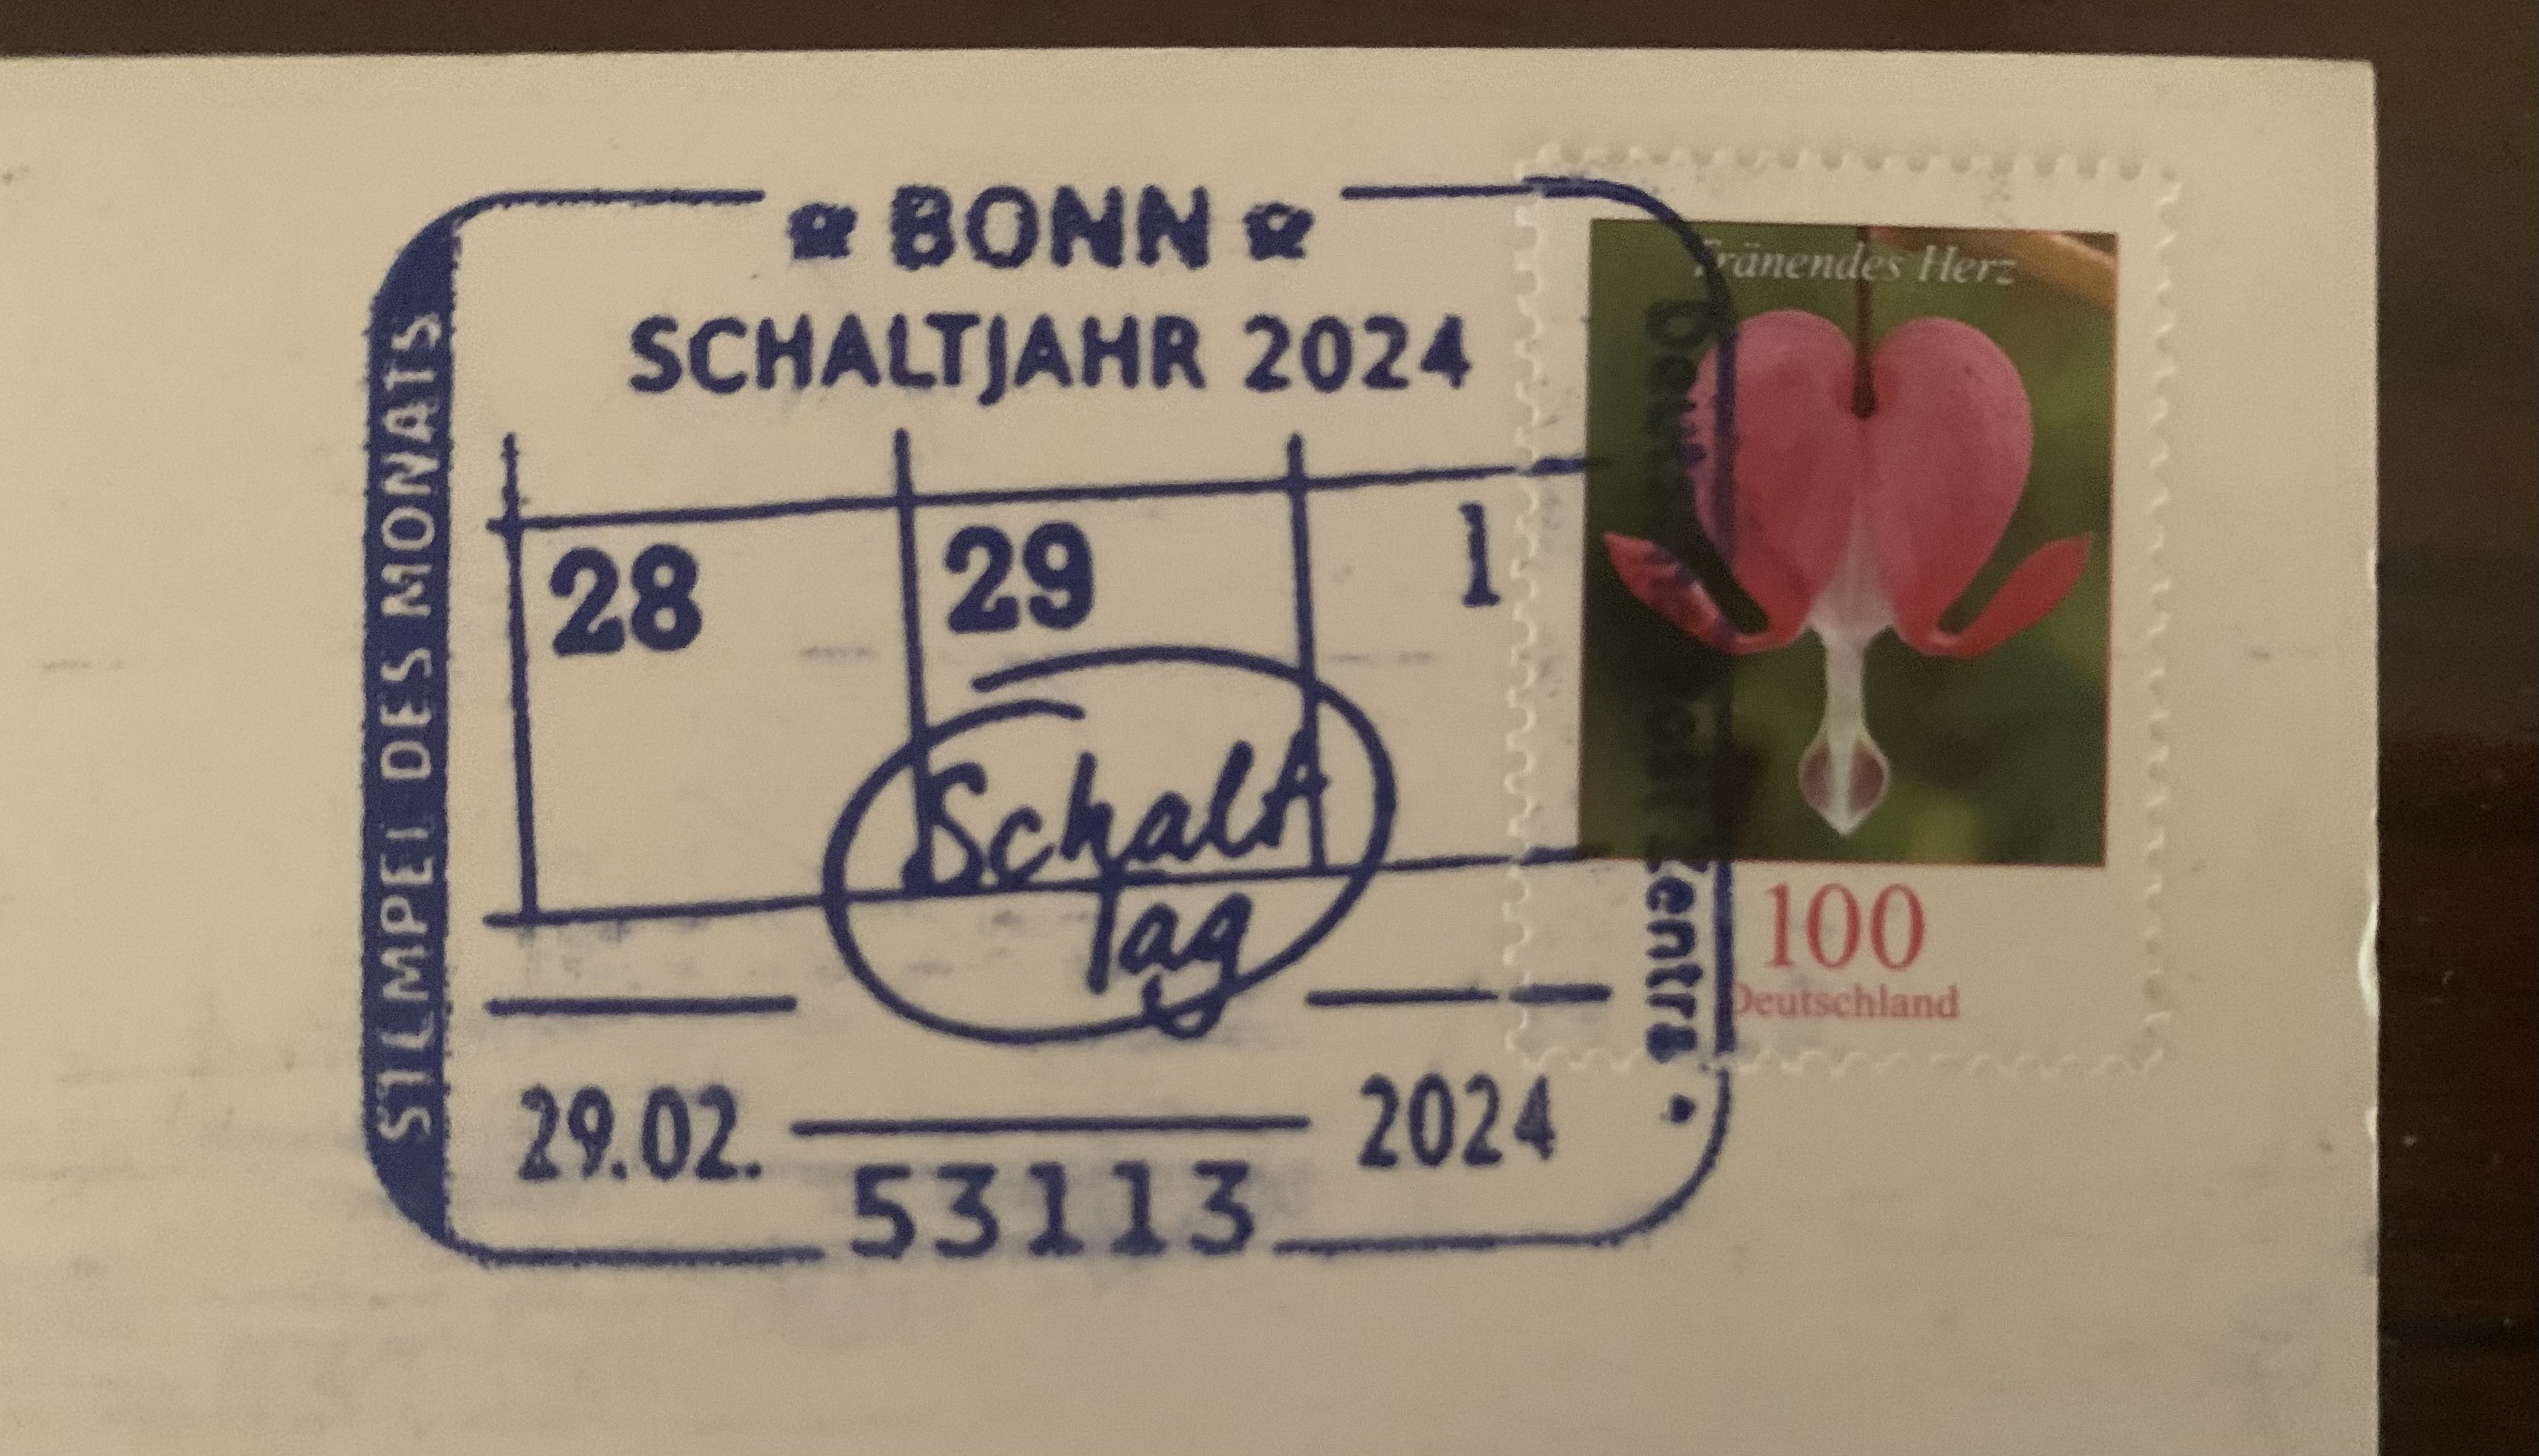 BONN
SCHALTJAHR 2024
STEMPEL DES MONATS
28 29 1
Schalt
Tag
29.02. 2024
53113
Tränendes Herz
100
Deutschland